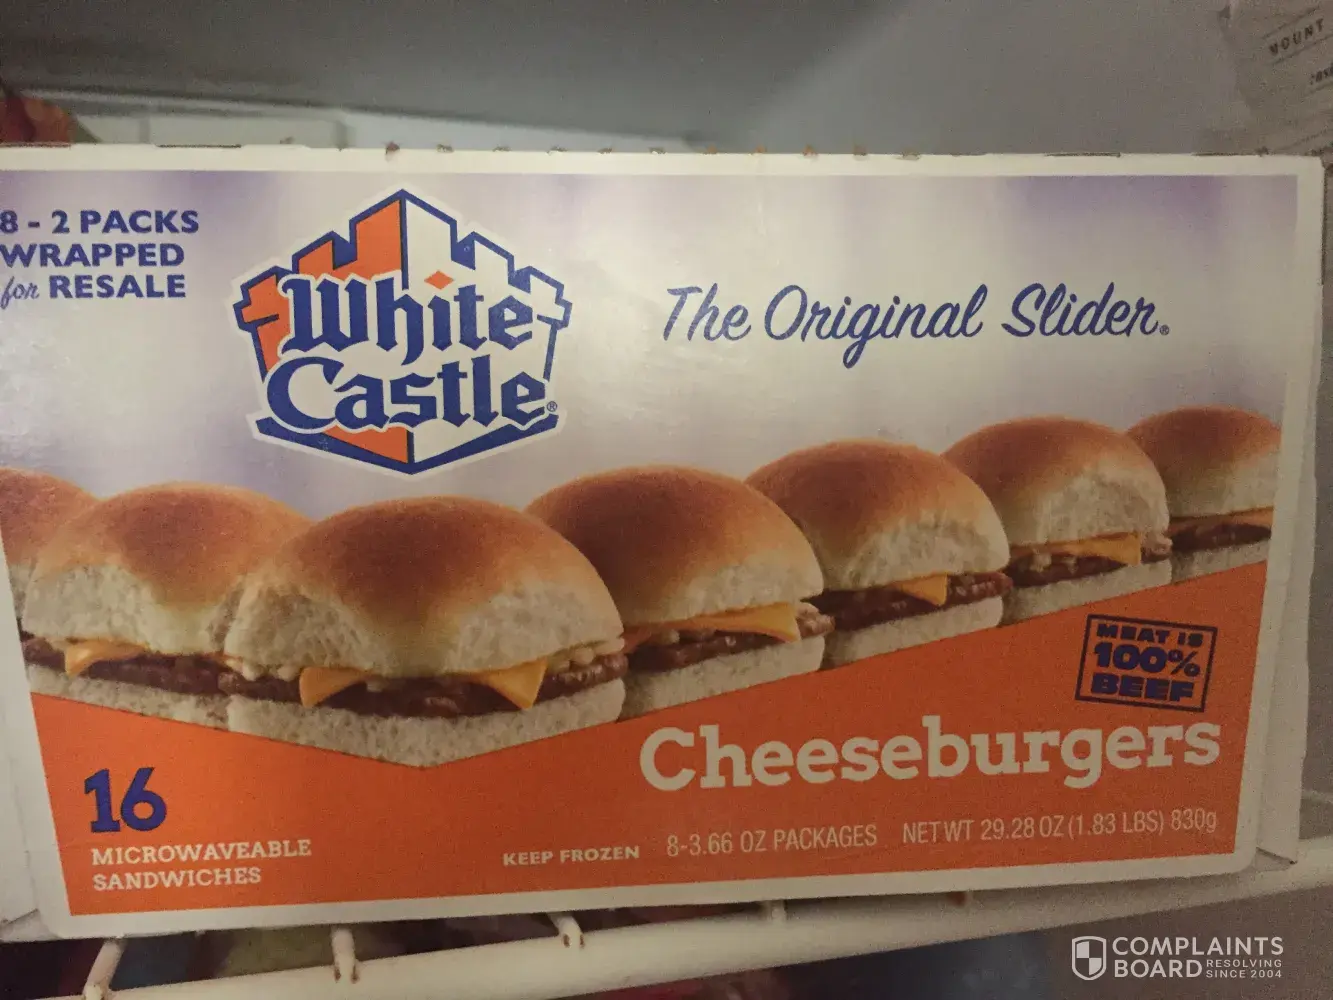 MOUNT
8 - 2 PACKS
WRAPPED
for RESALE
White
Castle®
The Original Slider®
MEAT IS
100%
BEEF
Cheeseburgers
16
MICROWAVEABLE
SANDWICHES
KEEP FROZEN
8-3.66 OZ PACKAGES
NET WT 29.28 OZ (1.83 LBS) 830g
COMPLAINTS
BOARD RESOLVING
SINCE 2004